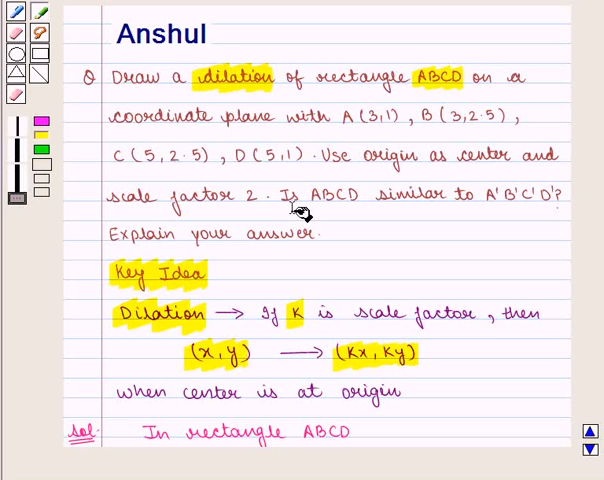 Anshul
Q Draw a dilation of rectangle ABCD on a
coordinate plane with A (3,1) , B (3,2.5) ,
C (5, 2.5) , D (5,1) . Use origin as center and
scale factor 2 . Is ABCD similar to A'B'C'D'?
Explain your answer.
Key Idea
Dilation → If K is scale factor , then
(x, y) → (Kx, Ky)
when center is at origin
Sol. In rectangle ABCD